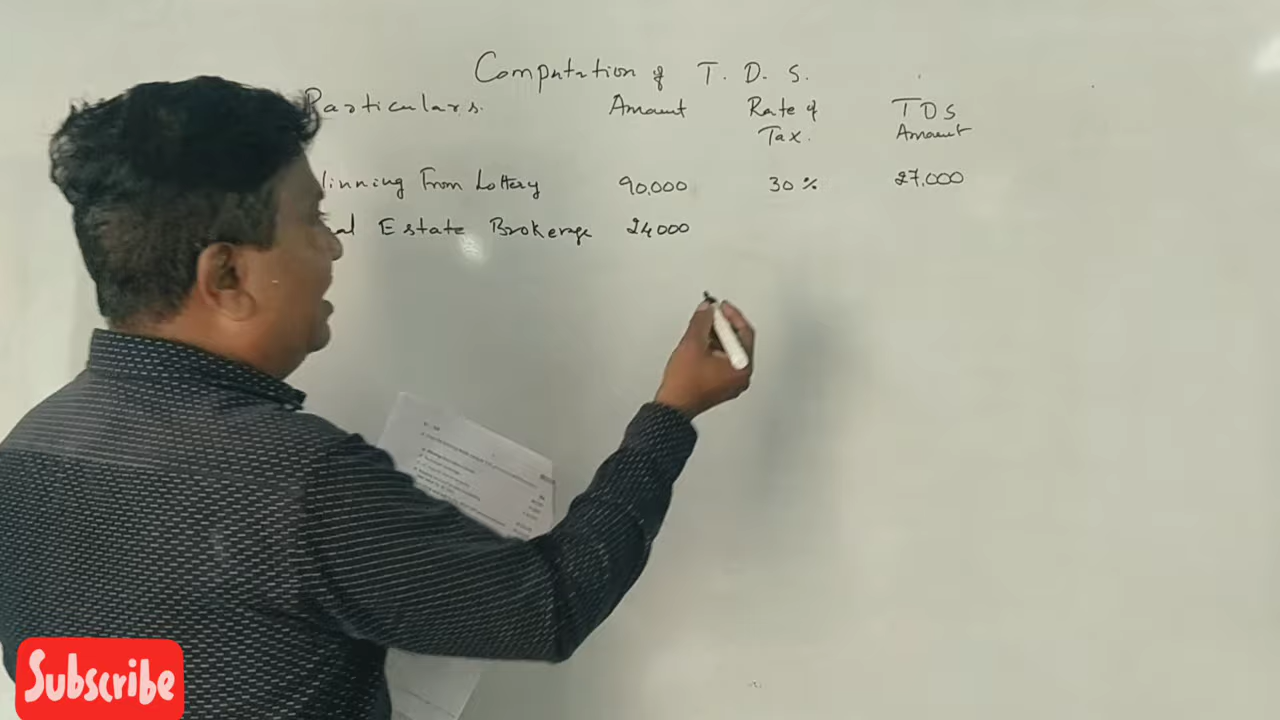 Computation of T. D. S.
Particulars. Amount Rate of Tax. TDS Amount
inning From Lottery 90,000 30 % 27,000
al Estate Brokerage 24000
Subscribe